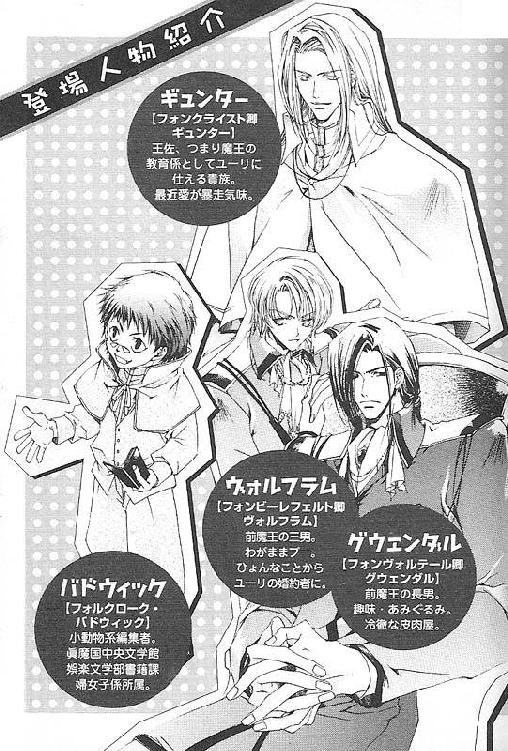 登場人物紹介
ギュンター
【フォンクライスト卿
ギュンター】
王佐、つまり魔王の
教育係としてユーリに
仕える貴族。
最近愛が暴走気味。
ヴォルフラム
【フォンビーレフェルト卿
ヴォルフラム】
前魔王の三男。
わがままプ 。
ひょんなことから
ユーリの婚約者に。
グウェンダル
【フォンヴォルテール卿
グウェンダル】
前魔王の長男。
趣味・あみぐるみ。
冷徹な皮肉屋。
バドウィック
【フォルクローク・
バドウィック】
小動物系編集者。
眞魔国中央文学館
娯楽文学部書籍課
婦女子係所属。